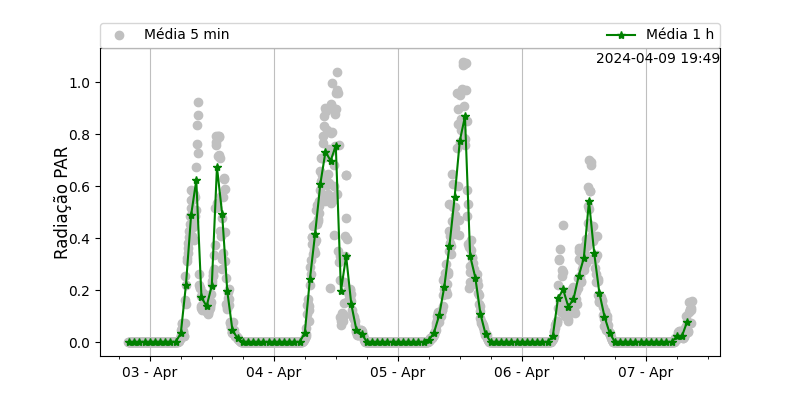 Média 5 min
Média 1 h
2024-04-09 19:49
Radiação PAR
1.0
0.8
0.6
0.4
0.2
0.0
03 - Apr
04 - Apr
05 - Apr
06 - Apr
07 - Apr